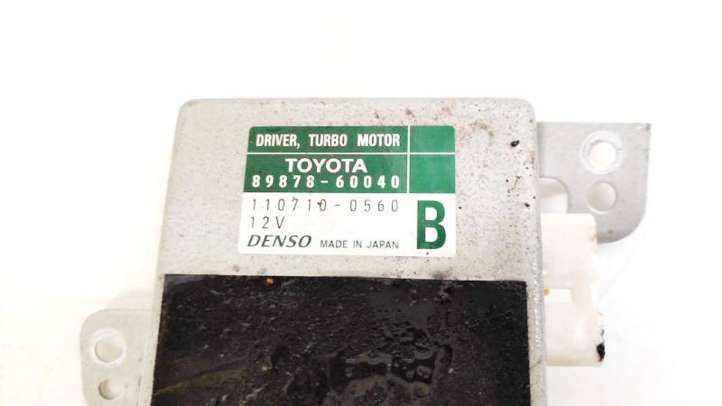 DRIVER, TURBO MOTOR
TOYOTA
89878-60040
110710-0560
12V
B
DENSO MADE IN JAPAN